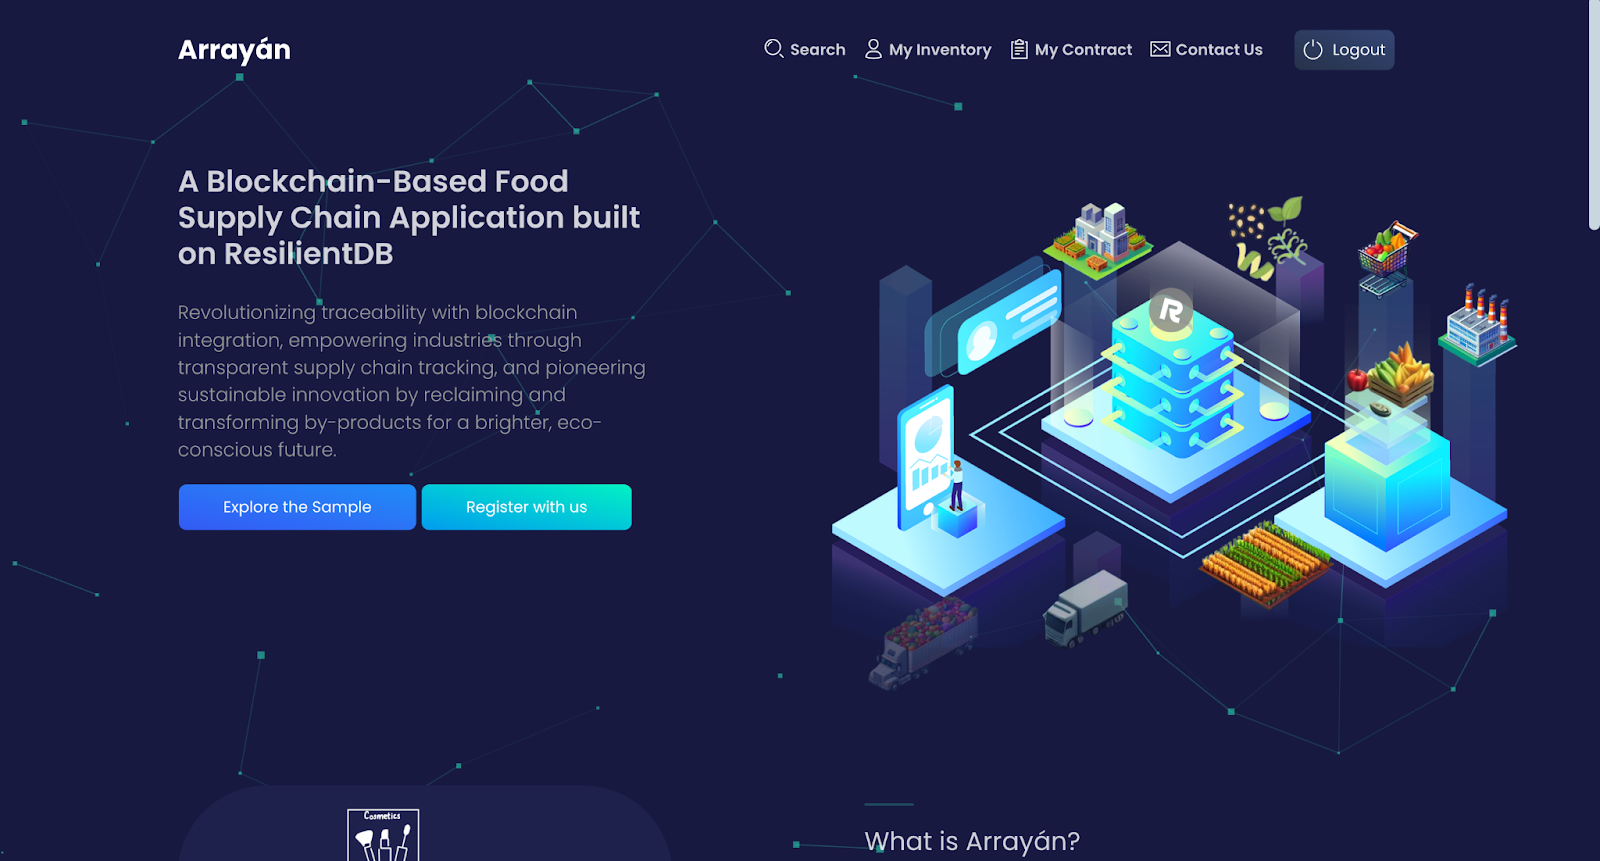 Arrayán
Search
My Inventory
My Contract
Contact Us
Logout
A Blockchain-Based Food
Supply Chain Application built
on ResilientDB
Revolutionizing traceability with blockchain
integration, empowering industries through
transparent supply chain tracking, and pioneering
sustainable innovation by reclaiming and
transforming by-products for a brighter, eco-
conscious future.
Explore the Sample
Register with us
R
Cosmetics
What is Arrayán?